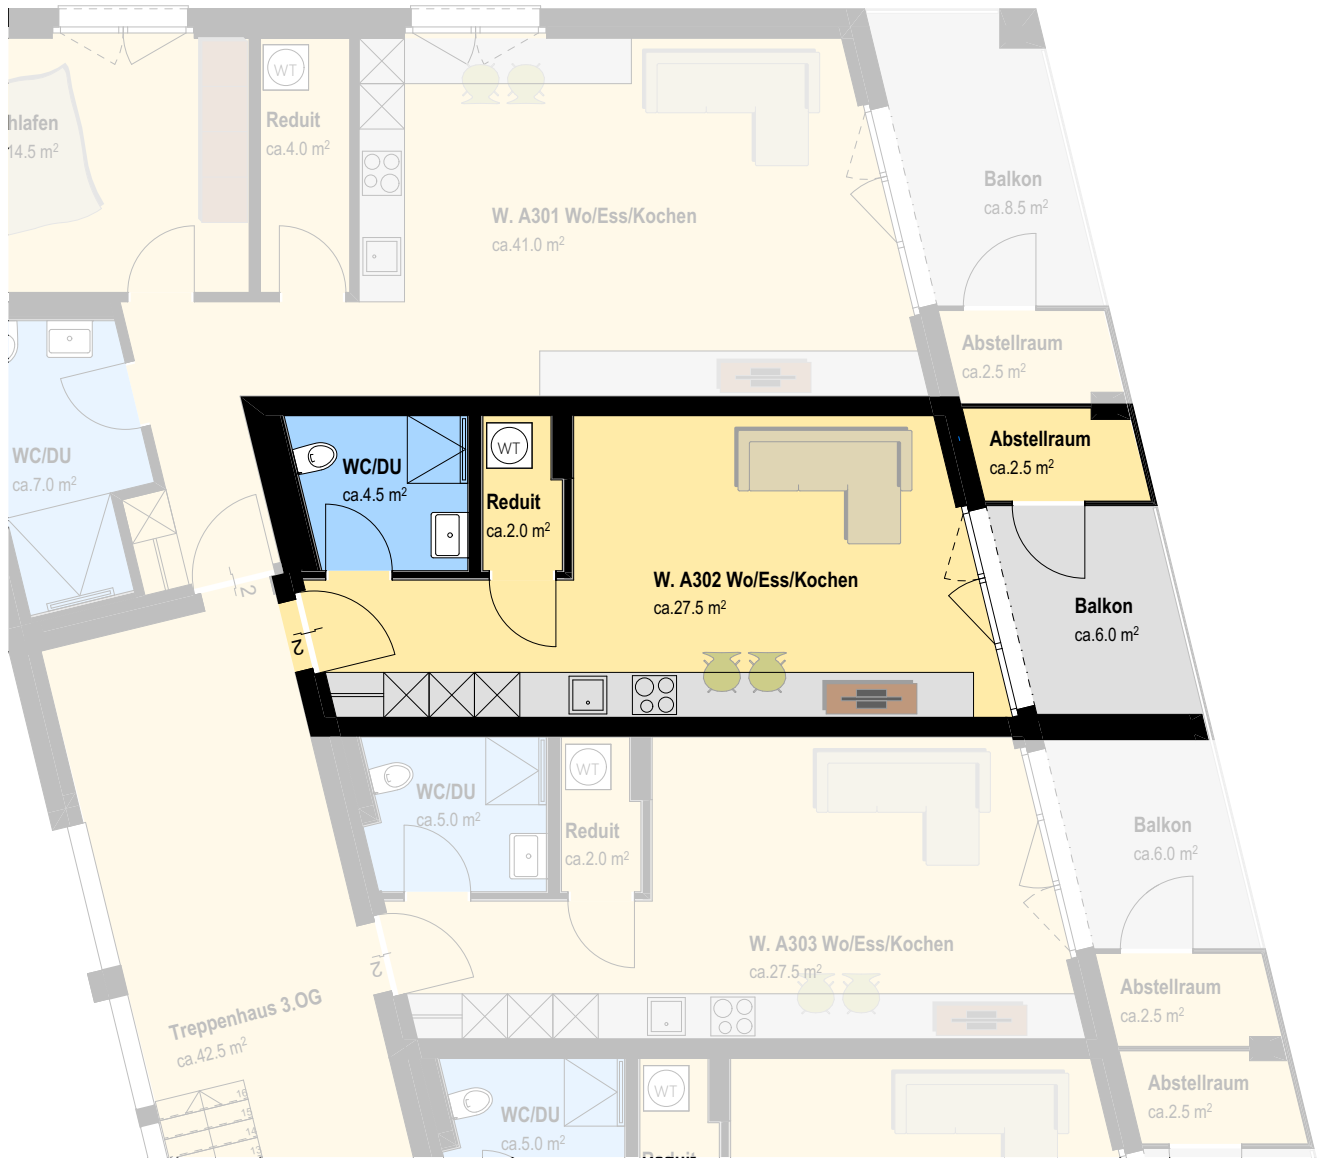 WT
Reduit
ca.4.0 m²
hlafen
14.5 m²
Balkon
ca.8.5 m²
W. A301 Wo/Ess/Kochen
ca.41.0 m²
Abstellraum
ca.2.5 m²
WC/DU
ca.7.0 m²
WC/DU
ca.4.5 m²
WT
Reduit
ca.2.0 m²
Abstellraum
ca.2.5 m²
W. A302 Wo/Ess/Kochen
ca.27.5 m²
Balkon
ca.6.0 m²
2
2
WC/DU
ca.5.0 m²
WT
Reduit
ca.2.0 m²
Balkon
ca.6.0 m²
W. A303 Wo/Ess/Kochen
ca.27.5 m²
2
Abstellraum
ca.2.5 m²
Treppenhaus 3.OG
ca.42.5 m²
WT
Abstellraum
ca.2.5 m²
WC/DU
ca.5.0 m²
16
15
14
13
Reduit